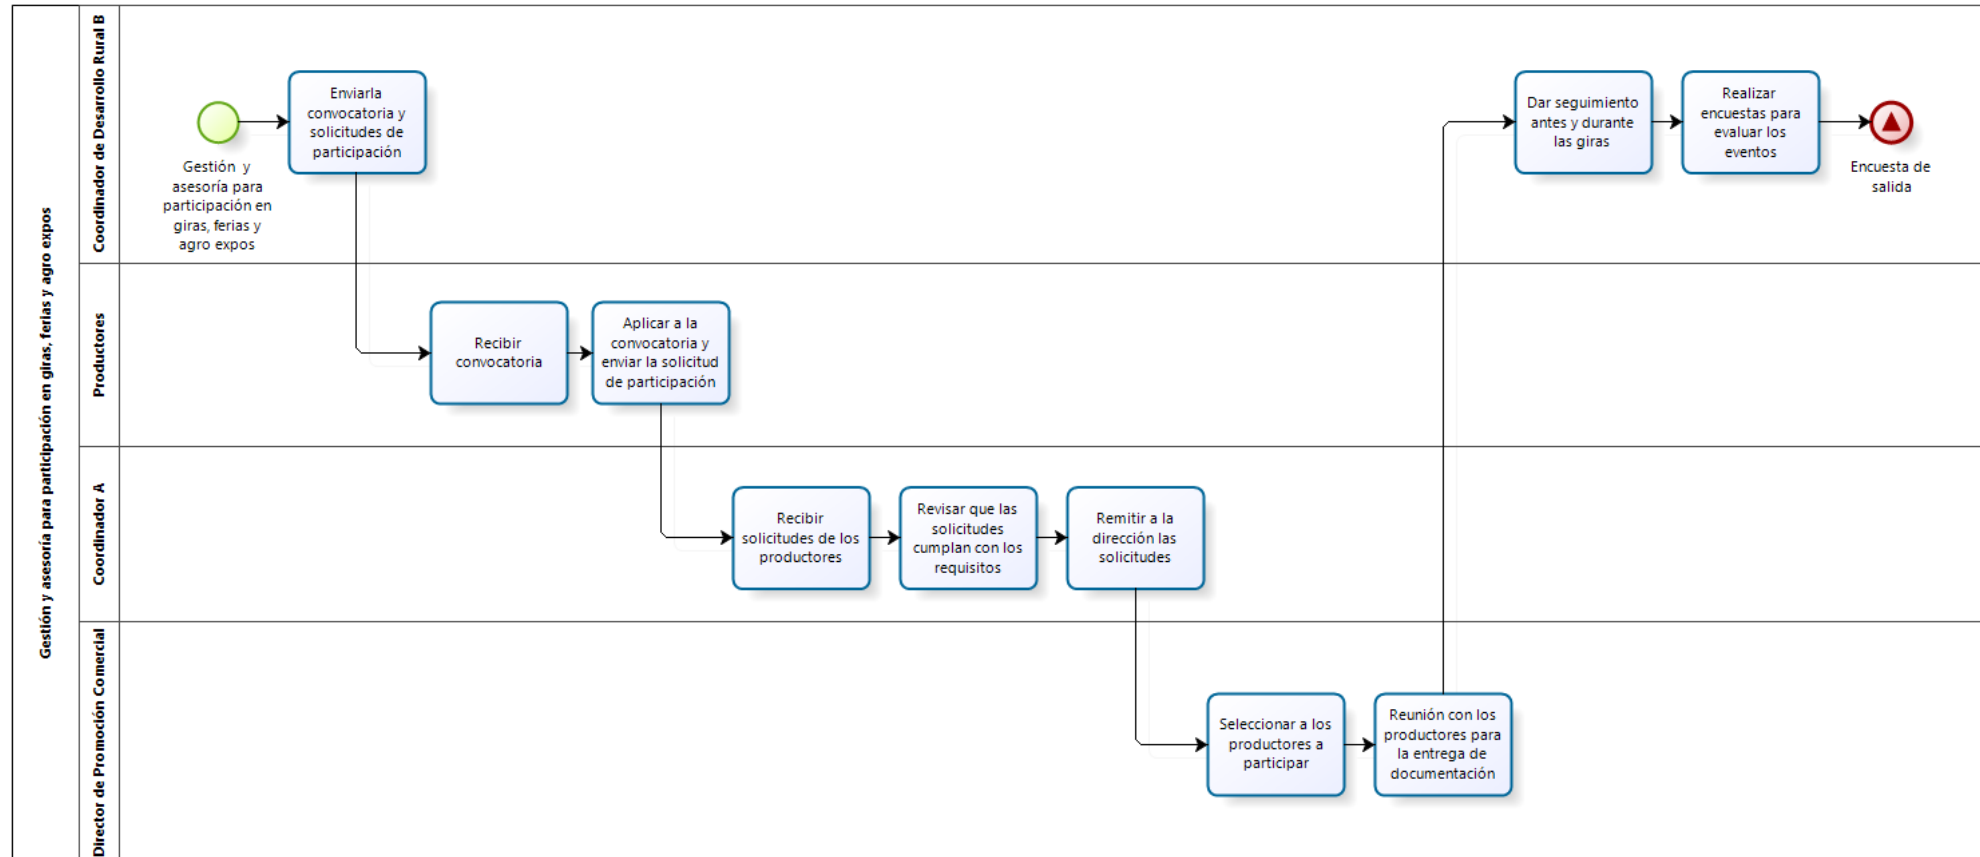 Gestión y asesoría para participación en giras, ferias y agro expos
Coordinador de Desarrollo Rural B
Gestión y
asesoría para
participación en
giras, ferias y
agro expos
Enviarla
convocatoria y
solicitudes de
participación
Dar seguimiento
antes y durante
las giras
Realizar
encuestas para
evaluar los
eventos
Encuesta de
salida
Productores
Recibir
convocatoria
Aplicar a la
convocatoria y
enviar la solicitud
de participación
Coordinador A
Recibir
solicitudes de los
productores
Revisar que las
solicitudes
cumplan con los
requisitos
Remitir a la
dirección las
solicitudes
Director de Promoción Comercial
Seleccionar a los
productores a
participar
Reunión con los
productores para
la entrega de
documentación